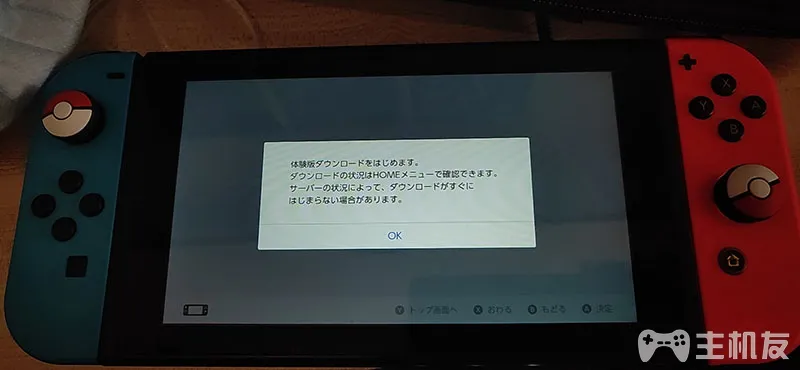 体験版ダウンロードをはじめます。
ダウンロードの状況はHOMEメニューで確認できます。
サーバーの状況によって、ダウンロードがすぐに
はじまらない場合があります。
OK
Y トップ画面へ X おわる B もどる A 決定
X
Y A
B
主机友